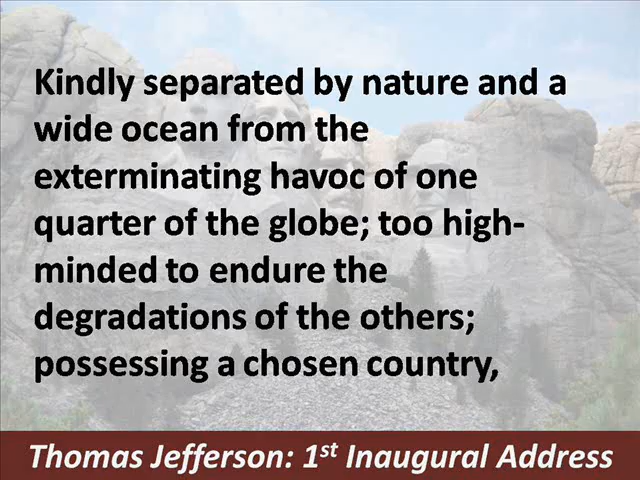 Kindly separated by nature and a
wide ocean from the
exterminating havoc of one
quarter of the globe; too high-
minded to endure the
degradations of the others;
possessing a chosen country,
Thomas Jefferson: 1st Inaugural Address